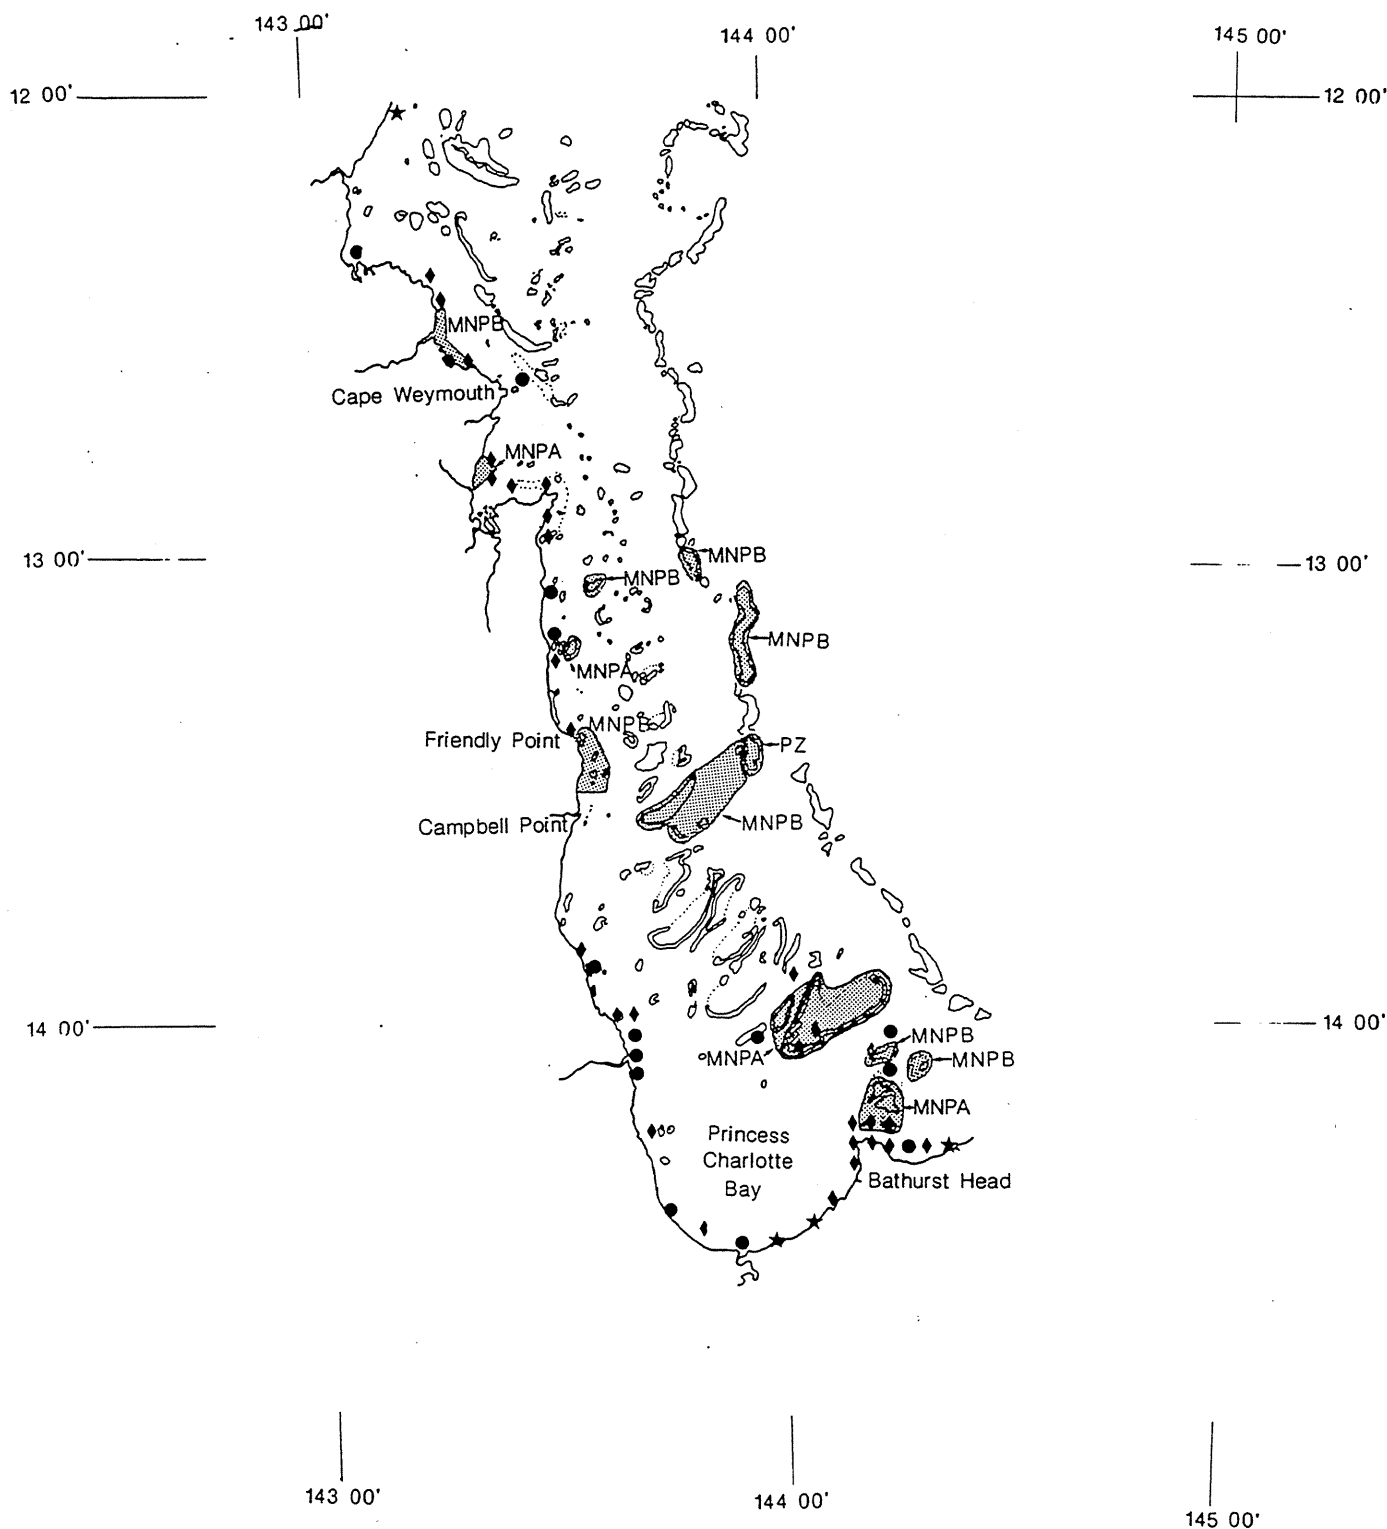 143 00'
144 00'
145 00'
12 00'
12 00'
MNPB
Cape Weymouth
MNPA
13 00'
MNPB
13 00'
MNPB
MNPB
MNPA
MNPB
Friendly Point
PZ
Campbell Point
MNPB
14 00'
14 00'
MNPB
MNPA
MNPB
MNPA
Princess
Charlotte
Bay
Bathurst Head
143 00'
144 00'
145 00'